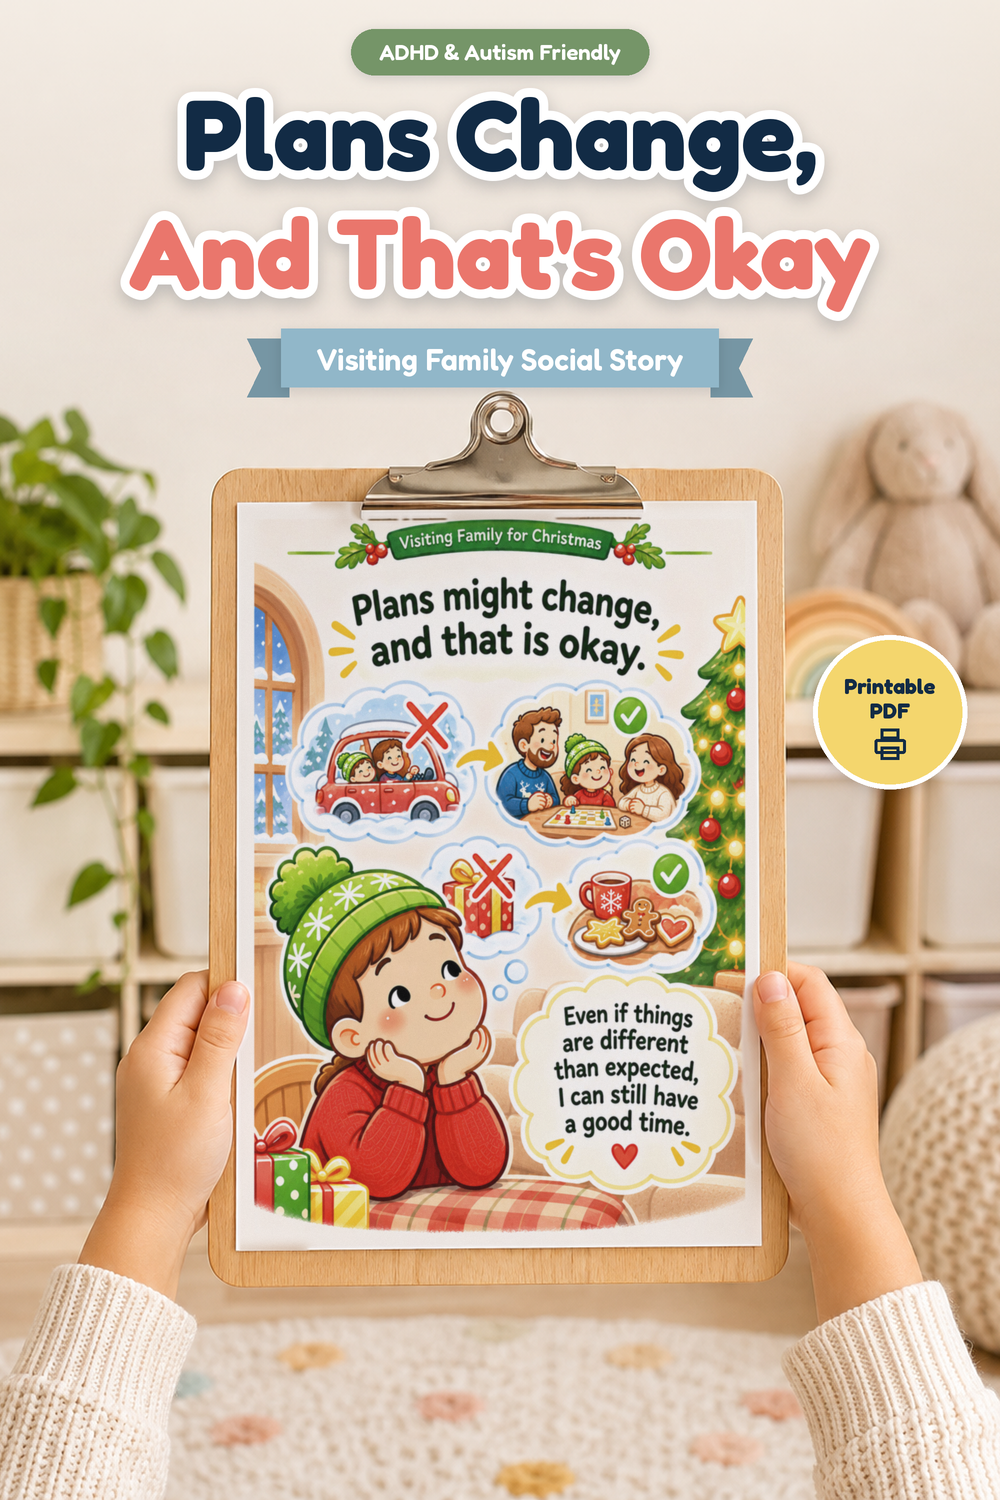 ADHD & Autism Friendly
Plans Change,
And That's Okay
Visiting Family Social Story
Visiting Family for Christmas
Plans might change,
and that is okay.
Printable
PDF
Even if things
are different
than expected,
I can still have
a good time.